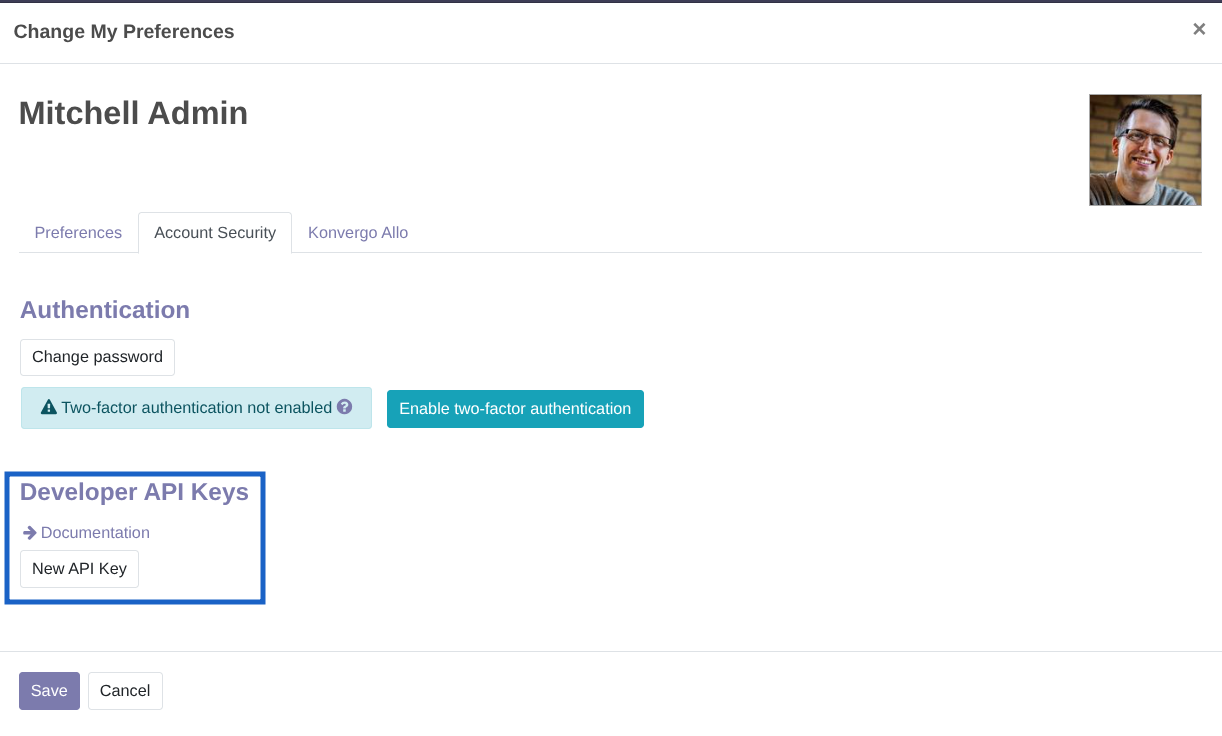 Change My Preferences ×
Mitchell Admin
Preferences Account Security Konvergo Allo
Authentication
Change password
Two-factor authentication not enabled ? Enable two-factor authentication
Developer API Keys
→ Documentation
New API Key
Save Cancel